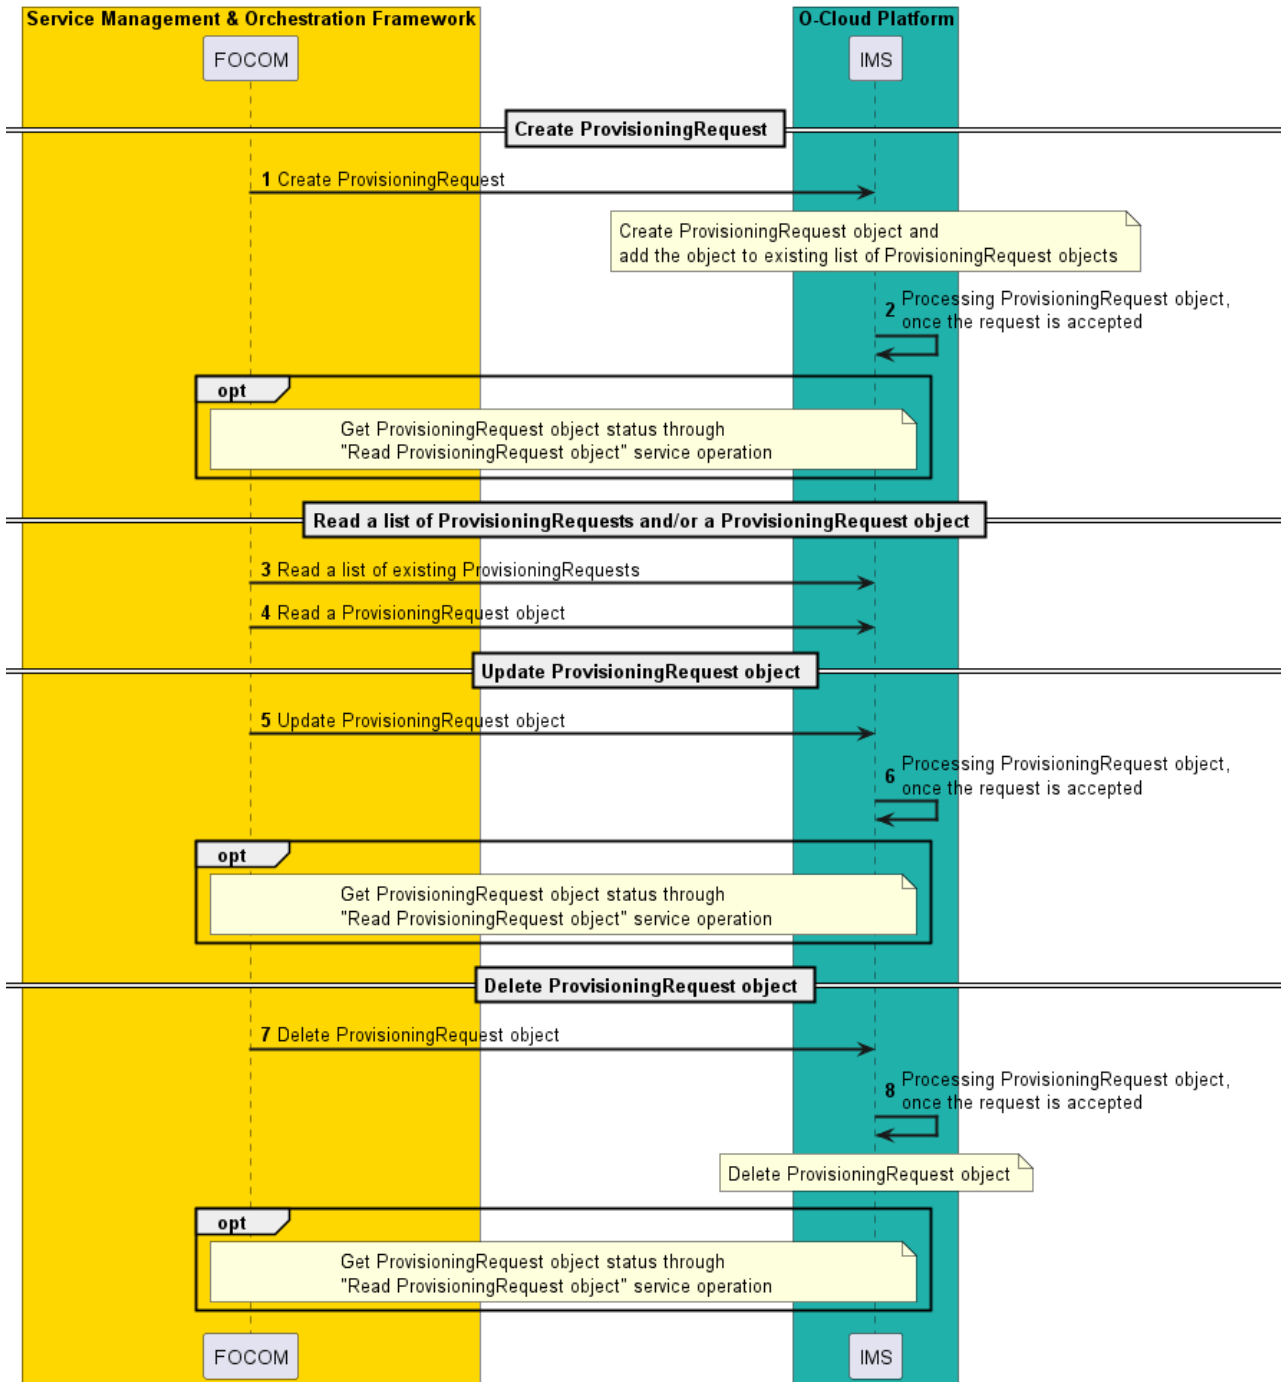 Service Management & Orchestration Framework
O-Cloud Platform
FOCOM
IMS
Create ProvisioningRequest
1 Create ProvisioningRequest
Create ProvisioningRequest object and
add the object to existing list of ProvisioningRequest objects
2 Processing ProvisioningRequest object,
once the request is accepted
opt
Get ProvisioningRequest object status through
"Read ProvisioningRequest object" service operation
Read a list of ProvisioningRequests and/or a ProvisioningRequest object
3 Read a list of existing ProvisioningRequests
4 Read a ProvisioningRequest object
Update ProvisioningRequest object
5 Update ProvisioningRequest object
6 Processing ProvisioningRequest object,
once the request is accepted
opt
Get ProvisioningRequest object status through
"Read ProvisioningRequest object" service operation
Delete ProvisioningRequest object
7 Delete ProvisioningRequest object
8 Processing ProvisioningRequest object,
once the request is accepted
Delete ProvisioningRequest object
opt
Get ProvisioningRequest object status through
"Read ProvisioningRequest object" service operation
FOCOM
IMS